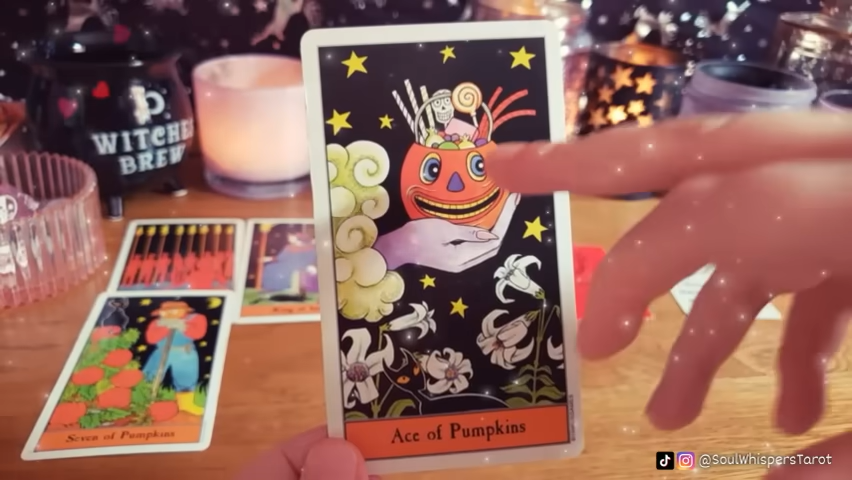 WITCHES
BREW
Ace of Pumpkins
Seven of Pumpkins
@SoulWhispersTarot